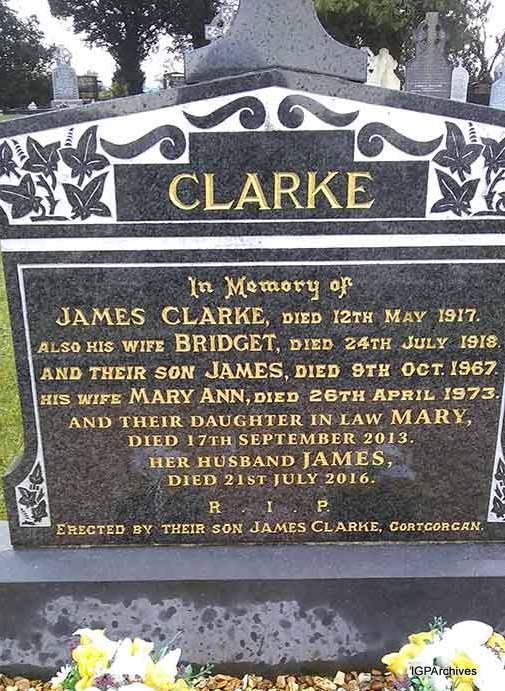 CLARKE
In Memory of
JAMES CLARKE, DIED 12TH MAY 1917.
ALSO HIS WIFE BRIDGET, DIED 24TH JULY 1918.
AND THEIR SON JAMES, DIED 9TH OCT. 1967.
HIS WIFE MARY ANN, DIED 26TH APRIL 1973.
AND THEIR DAUGHTER IN LAW MARY,
DIED 17TH SEPTEMBER 2013.
HER HUSBAND JAMES,
DIED 21ST JULY 2016.
R . I . P
ERECTED BY THEIR SON JAMES CLARKE, GORTGORGAN.
IGPArchives